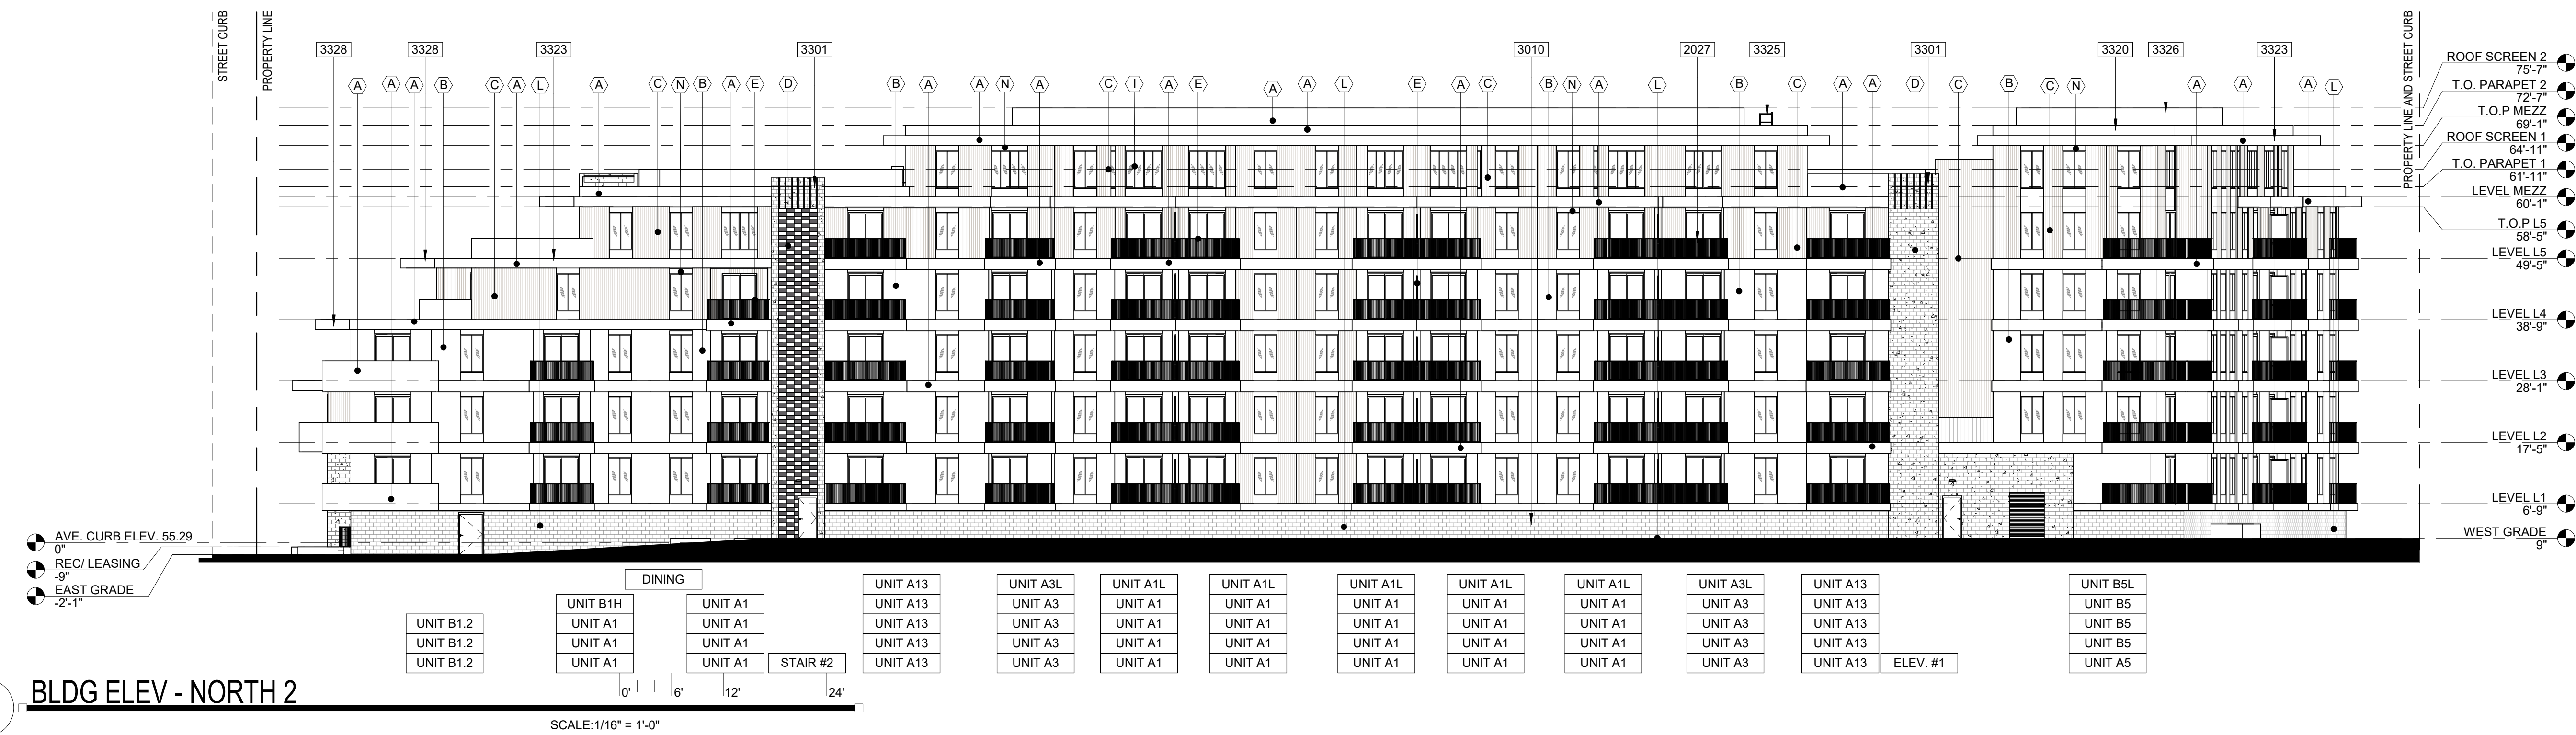 STREET CURB
PROPERTY LINE
3328
3328
3323
3301
3010
2027
3325
3301
3320
3326
3323
PROPERTY LINE AND STREET CURB
A
A
A
B
C
A
L
A
C
N
B
A
E
D
B
A
A
N
A
C
I
A
E
A
A
L
E
A
C
B
N
A
L
B
C
A
A
D
C
B
C
N
A
A
A
L
ROOF SCREEN 2
75'-7"
T.O. PARAPET 2
72'-7"
T.O.P MEZZ
69'-1"
ROOF SCREEN 1
64'-11"
T.O. PARAPET 1
61'-11"
LEVEL MEZZ
60'-1"
T.O.P L5
58'-5"
LEVEL L5
49'-5"
LEVEL L4
38'-9"
LEVEL L3
28'-1"
LEVEL L2
17'-5"
LEVEL L1
6'-9"
WEST GRADE
9"
AVE. CURB ELEV. 55.29
0"
REC/ LEASING
-9"
EAST GRADE
-2'-1"
UNIT B1.2
UNIT B1.2
UNIT B1.2
UNIT B1H
UNIT A1
UNIT A1
UNIT A1
DINING
UNIT A1
UNIT A1
UNIT A1
UNIT A1
STAIR #2
UNIT A13
UNIT A13
UNIT A13
UNIT A13
UNIT A13
UNIT A3L
UNIT A3
UNIT A3
UNIT A3
UNIT A3
UNIT A1L
UNIT A1
UNIT A1
UNIT A1
UNIT A1
UNIT A1L
UNIT A1
UNIT A1
UNIT A1
UNIT A1
UNIT A1L
UNIT A1
UNIT A1
UNIT A1
UNIT A1
UNIT A1L
UNIT A1
UNIT A1
UNIT A1
UNIT A1
UNIT A1L
UNIT A1
UNIT A1
UNIT A1
UNIT A1
UNIT A3L
UNIT A3
UNIT A3
UNIT A3
UNIT A3
UNIT A13
UNIT A13
UNIT A13
UNIT A13
UNIT A13
ELEV. #1
UNIT B5L
UNIT B5
UNIT B5
UNIT B5
UNIT A5
BLDG ELEV - NORTH 2
0' 6' 12' 24'
SCALE:1/16" = 1'-0"